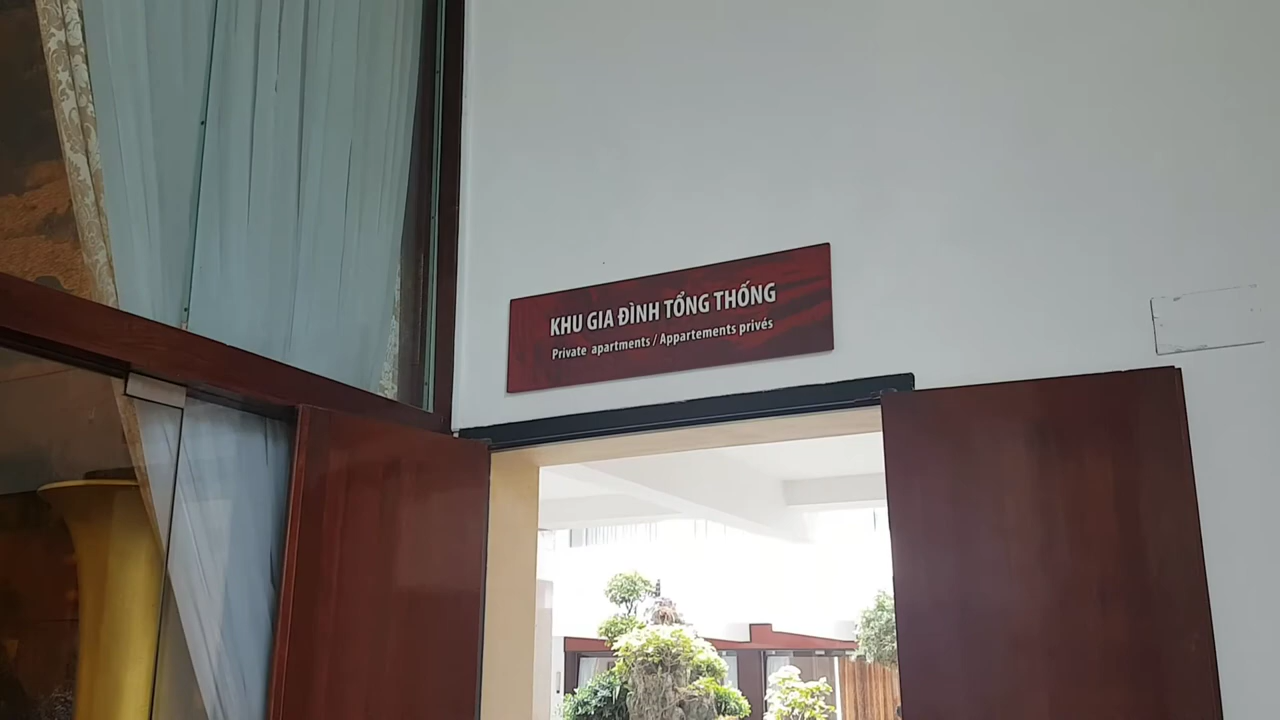 KHU GIA ĐÌNH TỔNG THỐNG
Private apartments / Appartements privés